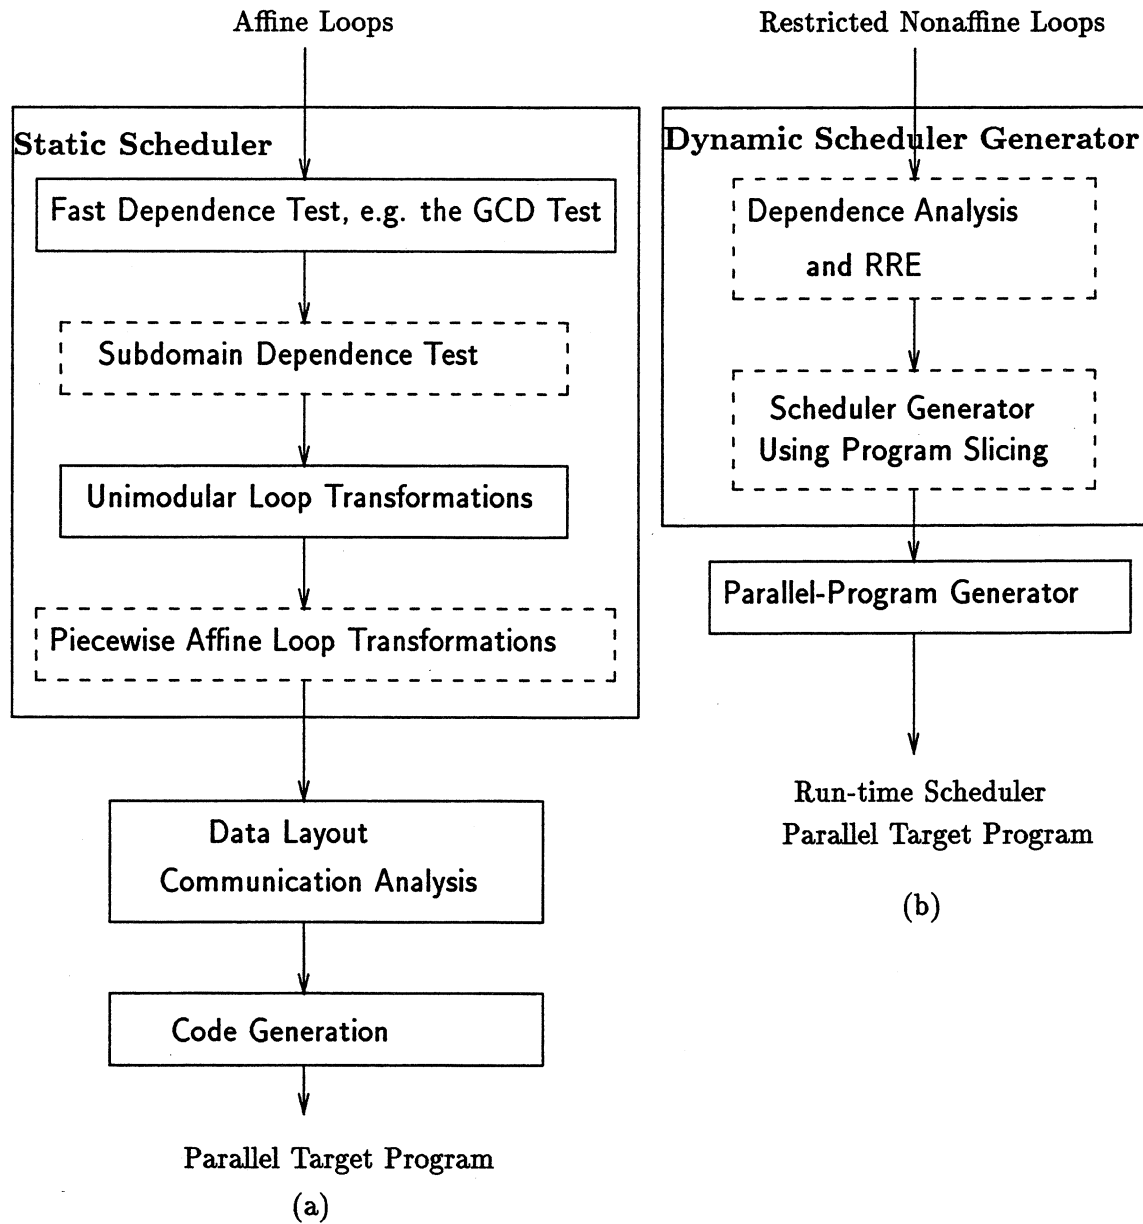 Affine Loops
Static Scheduler
Fast Dependence Test, e.g. the GCD Test
Subdomain Dependence Test
Unimodular Loop Transformations
Piecewise Affine Loop Transformations
Data Layout
Communication Analysis
Code Generation
Parallel Target Program
(a)
Restricted Nonaffine Loops
Dynamic Scheduler Generator
Dependence Analysis
and RRE
Scheduler Generator
Using Program Slicing
Parallel-Program Generator
Run-time Scheduler
Parallel Target Program
(b)